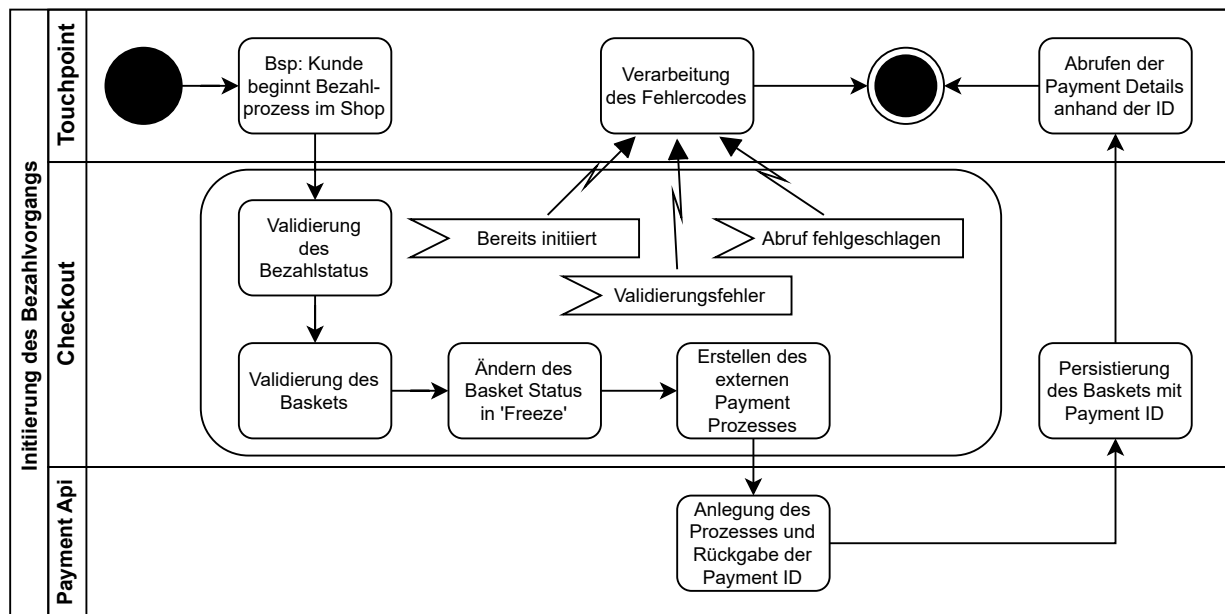 Initiierung des Bezahlvorgangs
Touchpoint
Bsp: Kunde
beginnt Bezahl-
prozess im Shop
Verarbeitung
des Fehlercodes
Abrufen der
Payment Details
anhand der ID
Checkout
Validierung
des
Bezahlstatus
Bereits initiiert
Abruf fehlgeschlagen
Validierungsfehler
Validierung des
Baskets
Ändern des
Basket Status
in 'Freeze'
Erstellen des
externen
Payment
Prozesses
Persistierung
des Baskets mit
Payment ID
Payment Api
Anlegung des
Prozesses und
Rückgabe der
Payment ID